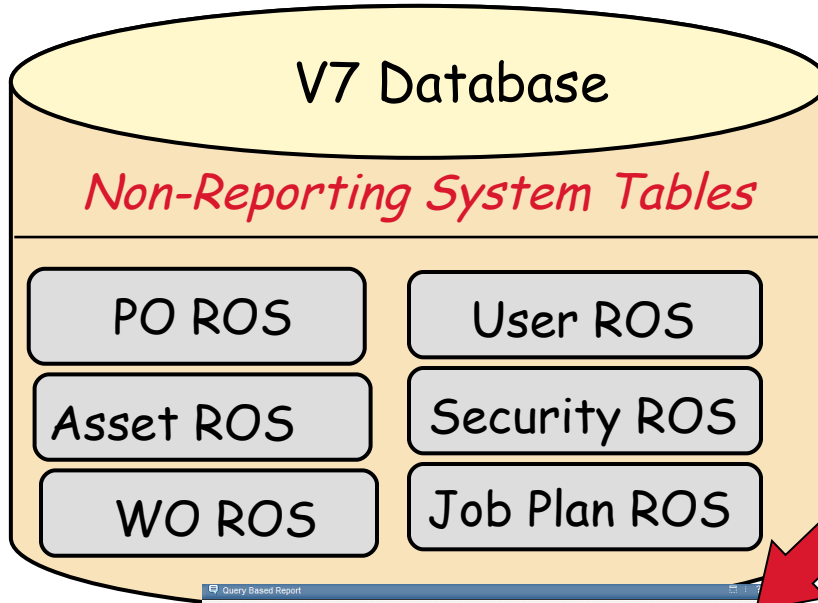 V7 Database
Non-Reporting System Tables
PO ROS
User ROS
Asset ROS
Security ROS
WO ROS
Job Plan ROS
Query Based Report